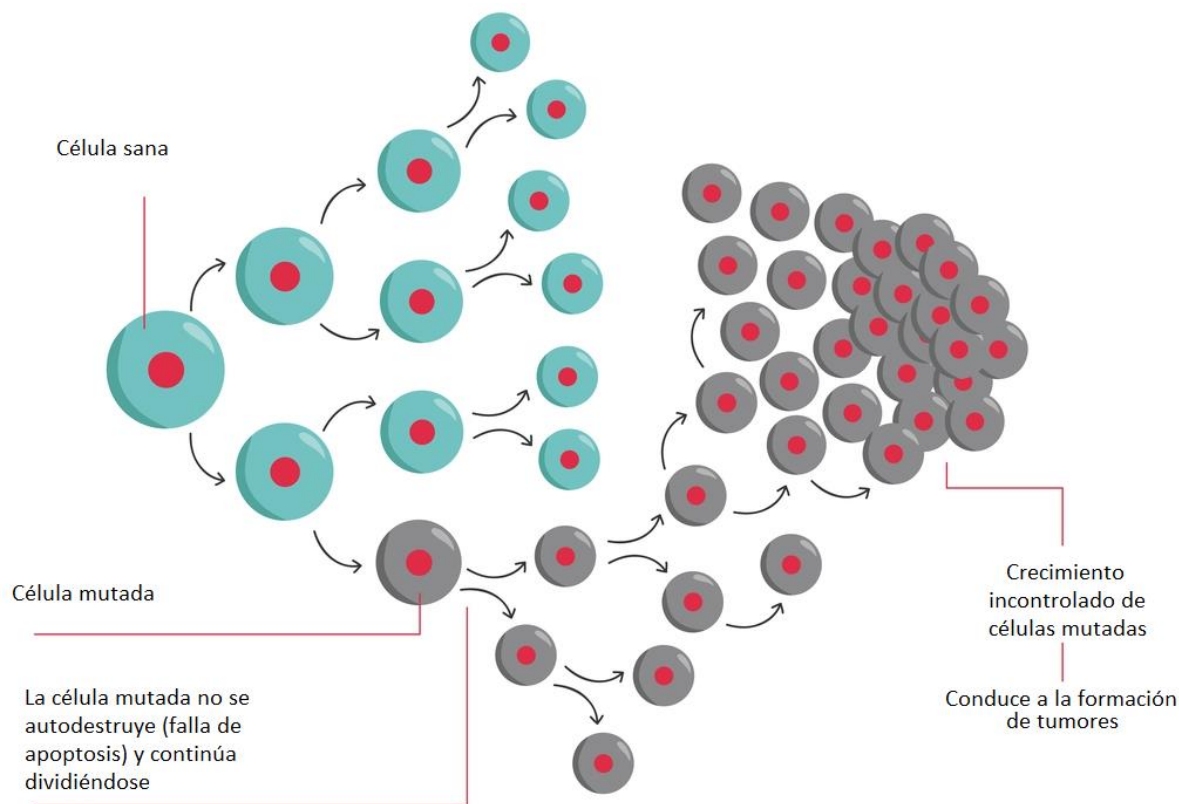 Célula sana
Célula mutada
La célula mutada no se
autodestruye (falla de
apoptosis) y continúa
dividiéndose
Crecimiento
incontrolado de
células mutadas
Conduce a la formación
de tumores